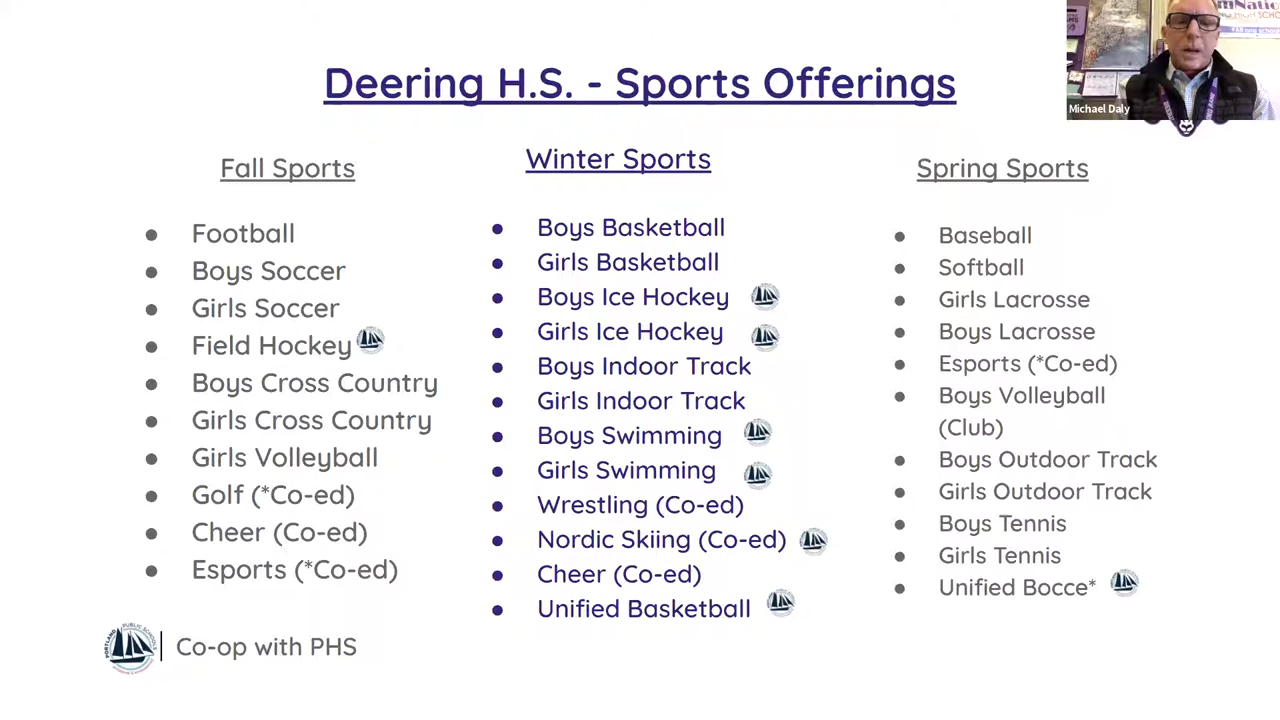 Deering H.S. - Sports Offerings
Michael Daly
Fall Sports
Football
Boys Soccer
Girls Soccer
Field Hockey
Boys Cross Country
Girls Cross Country
Girls Volleyball
Golf (*Co-ed)
Cheer (Co-ed)
Esports (*Co-ed)
Winter Sports
Boys Basketball
Girls Basketball
Boys Ice Hockey
Girls Ice Hockey
Boys Indoor Track
Girls Indoor Track
Boys Swimming
Girls Swimming
Wrestling (Co-ed)
Nordic Skiing (Co-ed)
Cheer (Co-ed)
Unified Basketball
Spring Sports
Baseball
Softball
Girls Lacrosse
Boys Lacrosse
Esports (*Co-ed)
Boys Volleyball
(Club)
Boys Outdoor Track
Girls Outdoor Track
Boys Tennis
Girls Tennis
Unified Bocce*
PORTLAND PUBLIC SCHOOLS
Co-op with PHS